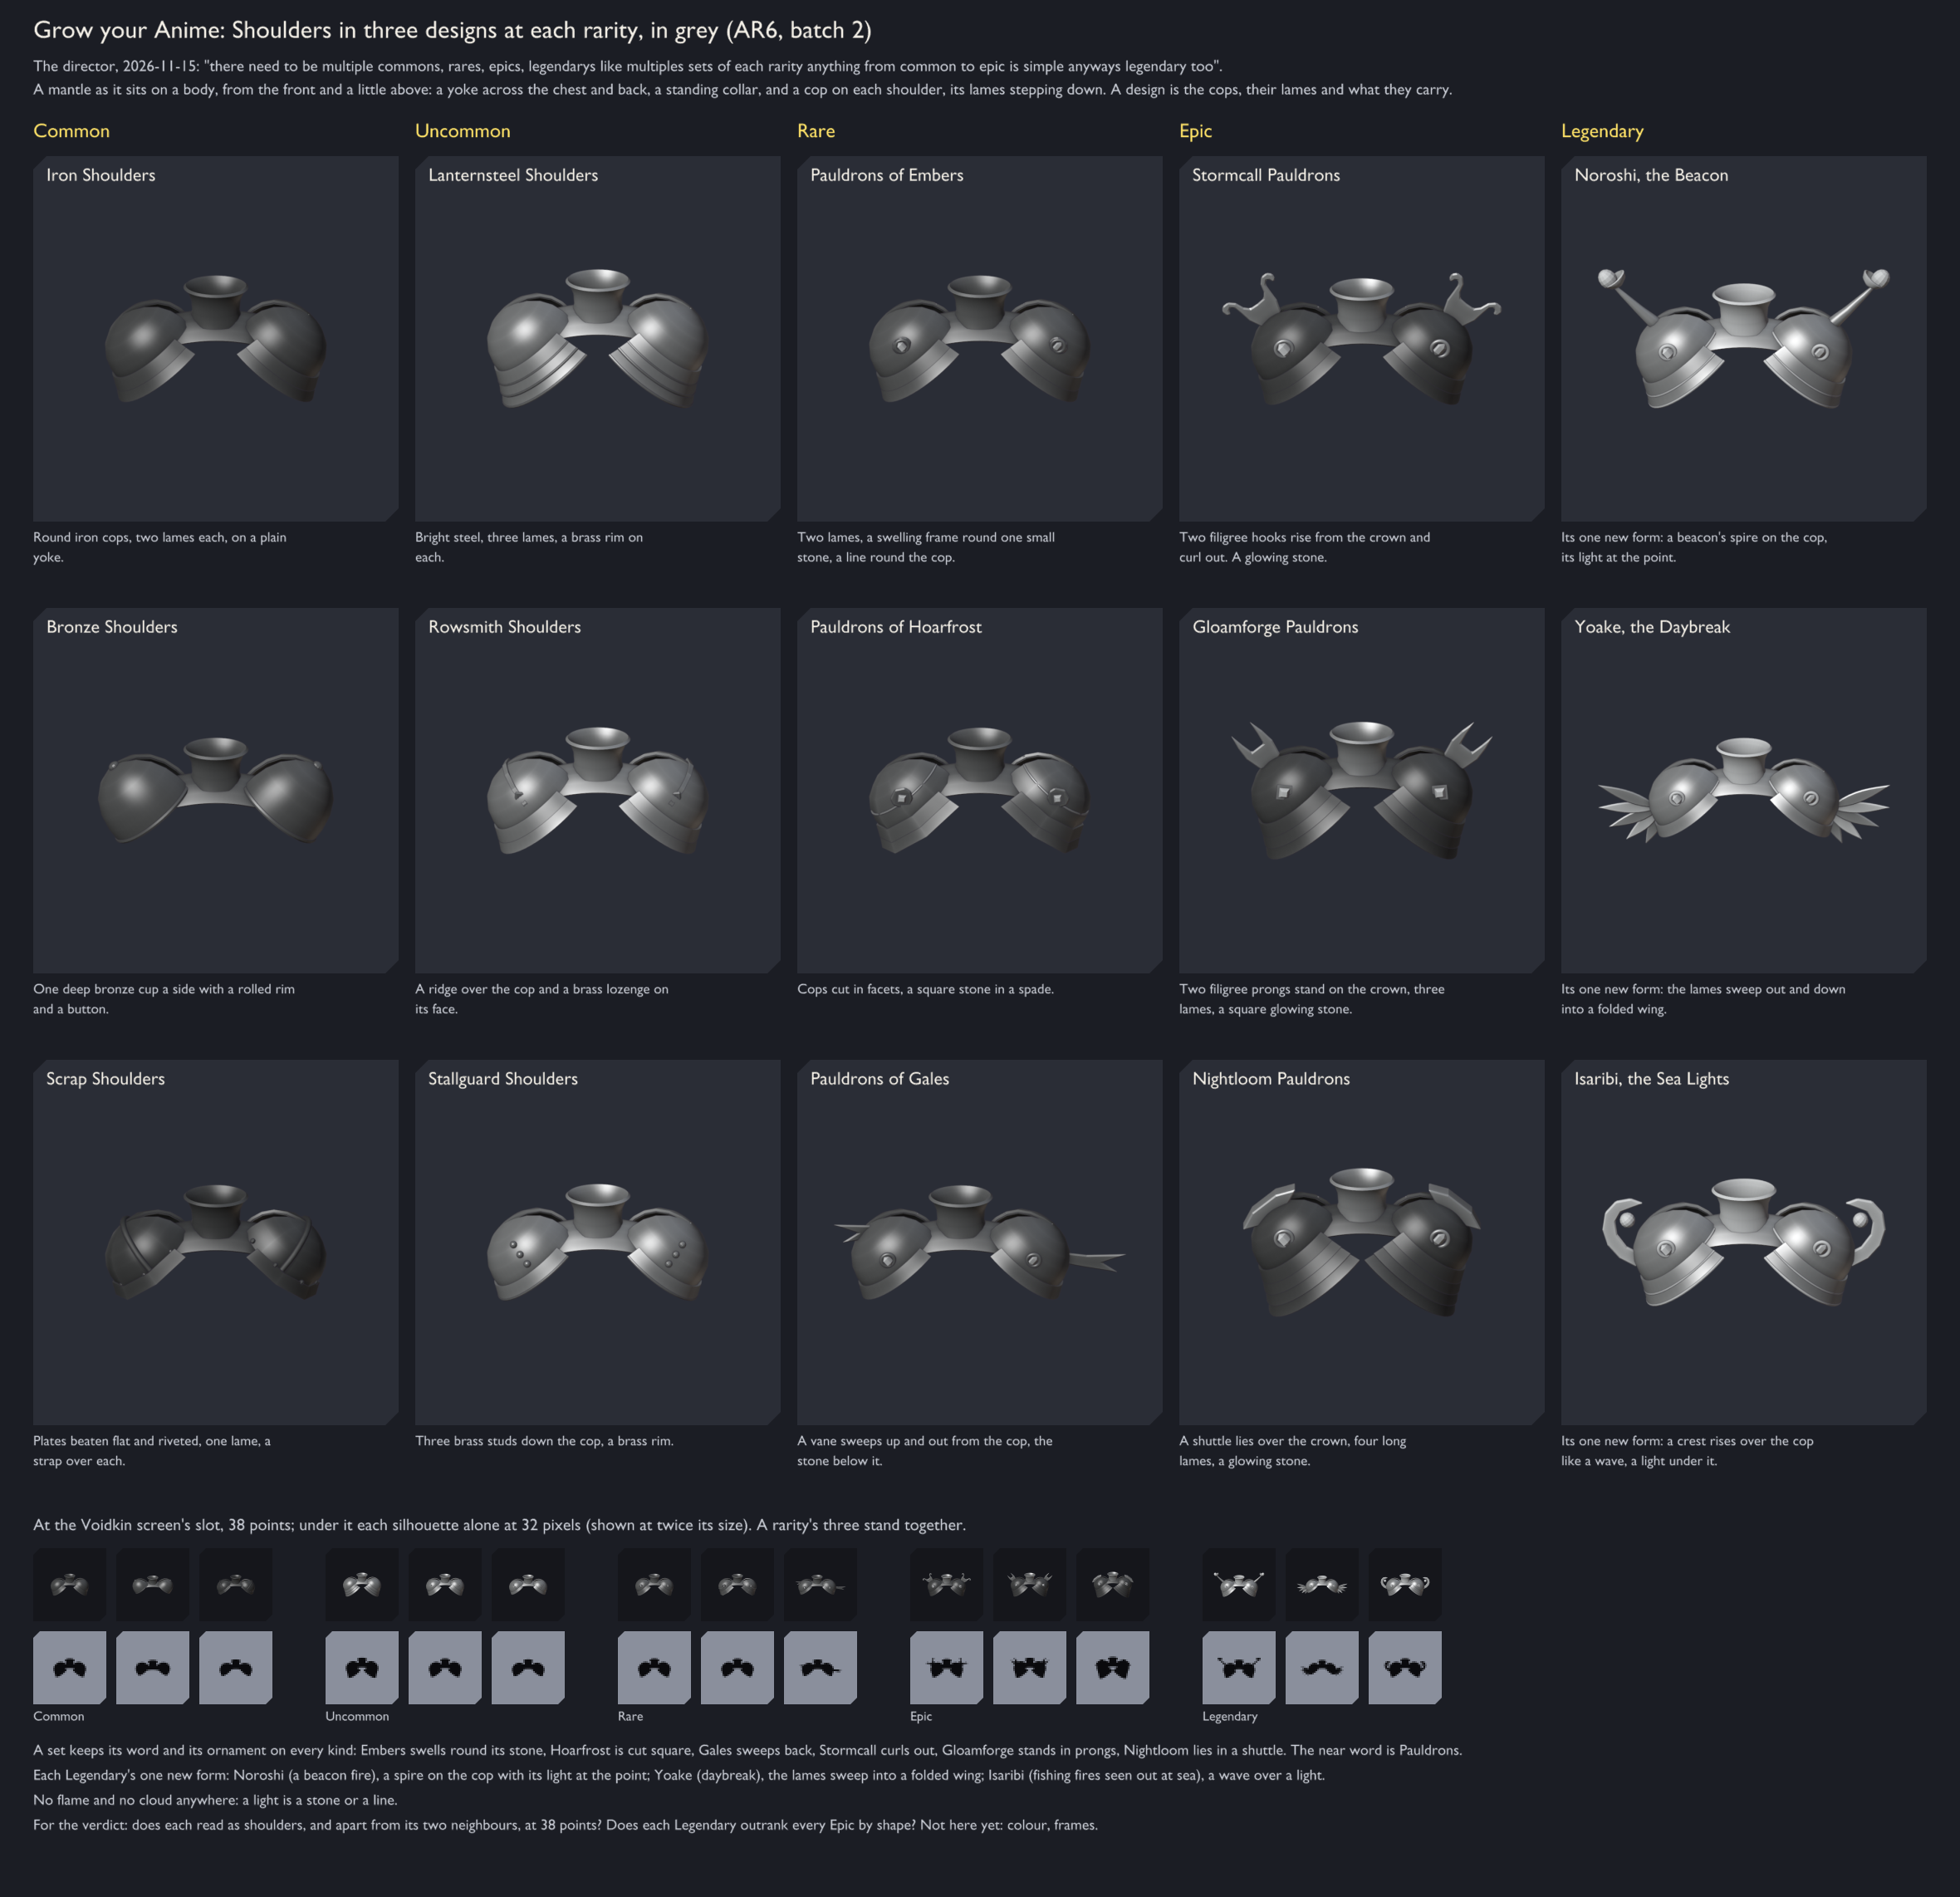 Grow your Anime: Shoulders in three designs at each rarity, in grey (AR6, batch 2)
The director, 2026-11-15: "there need to be multiple commons, rares, epics, legendarys like multiples sets of each rarity anything from common to epic is simple anyways legendary too".
A mantle as it sits on a body, from the front and a little above: a yoke across the chest and back, a standing collar, and a cop on each shoulder, its lames stepping down. A design is the cops, their lames and what they carry.
Common
Uncommon
Rare
Epic
Legendary
Iron Shoulders
Lanternsteel Shoulders
Pauldrons of Embers
Stormcall Pauldrons
Noroshi, the Beacon
Round iron cops, two lames each, on a plain
yoke.
Bright steel, three lames, a brass rim on
each.
Two lames, a swelling frame round one small
stone, a line round the cop.
Two filigree hooks rise from the crown and
curl out. A glowing stone.
Its one new form: a beacon's spire on the cop,
its light at the point.
Bronze Shoulders
Rowsmith Shoulders
Pauldrons of Hoarfrost
Gloamforge Pauldrons
Yoake, the Daybreak
One deep bronze cup a side with a rolled rim
and a button.
A ridge over the cop and a brass lozenge on
its face.
Cops cut in facets, a square stone in a spade.
Two filigree prongs stand on the crown, three
lames, a square glowing stone.
Its one new form: the lames sweep out and down
into a folded wing.
Scrap Shoulders
Stallguard Shoulders
Pauldrons of Gales
Nightloom Pauldrons
Isaribi, the Sea Lights
Plates beaten flat and riveted, one lame, a
strap over each.
Three brass studs down the cop, a brass rim.
A vane sweeps up and out from the cop, the
stone below it.
A shuttle lies over the crown, four long
lames, a glowing stone.
Its one new form: a crest rises over the cop
like a wave, a light under it.
At the Voidkin screen's slot, 38 points; under it each silhouette alone at 32 pixels (shown at twice its size). A rarity's three stand together.
Common
Uncommon
Rare
Epic
Legendary
A set keeps its word and its ornament on every kind: Embers swells round its stone, Hoarfrost is cut square, Gales sweeps back, Stormcall curls out, Gloamforge stands in prongs, Nightloom lies in a shuttle. The near word is Pauldrons.
Each Legendary's one new form: Noroshi (a beacon fire), a spire on the cop with its light at the point; Yoake (daybreak), the lames sweep into a folded wing; Isaribi (fishing fires seen out at sea), a wave over a light.
No flame and no cloud anywhere: a light is a stone or a line.
For the verdict: does each read as shoulders, and apart from its two neighbours, at 38 points? Does each Legendary outrank every Epic by shape? Not here yet: colour, frames.